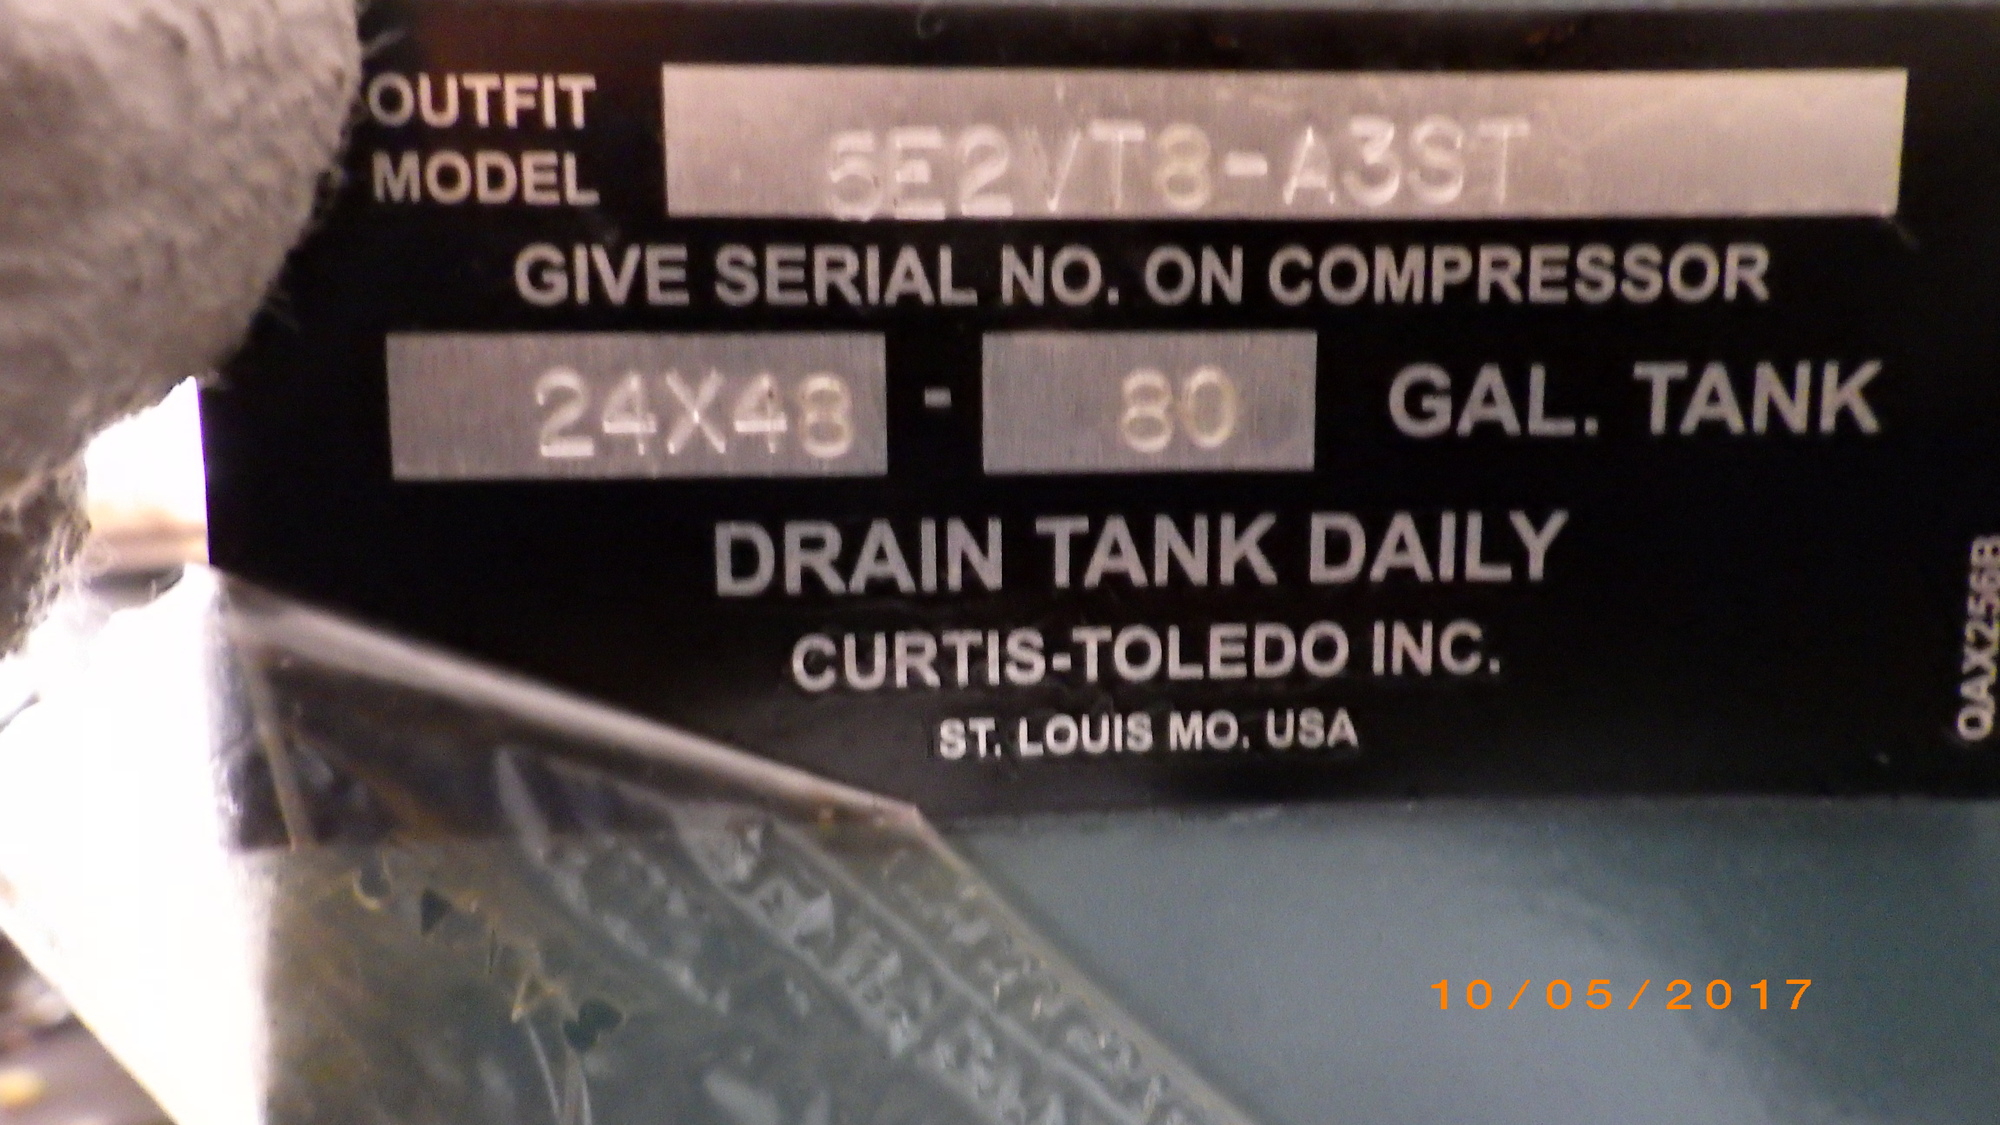 OUTFIT
MODEL
5E2VT8-A3ST
GIVE SERIAL NO. ON COMPRESSOR
24X48 - 80 GAL. TANK
DRAIN TANK DAILY
CURTIS-TOLEDO INC.
ST. LOUIS MO. USA
QAX256B
10/05/2017